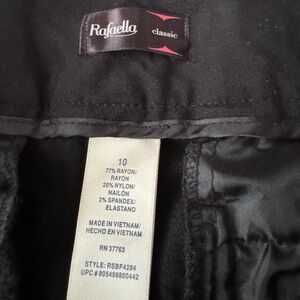 Rafaella classic
10
77% RAYON/
RAYON
20% NYLON/
NAILON
3% SPANDEX/
ELASTANO
MADE IN VIETNAM/
HECHO EN VIETNAM
RN 37763
STYLE: RSBF4284
UPC # 805498800442